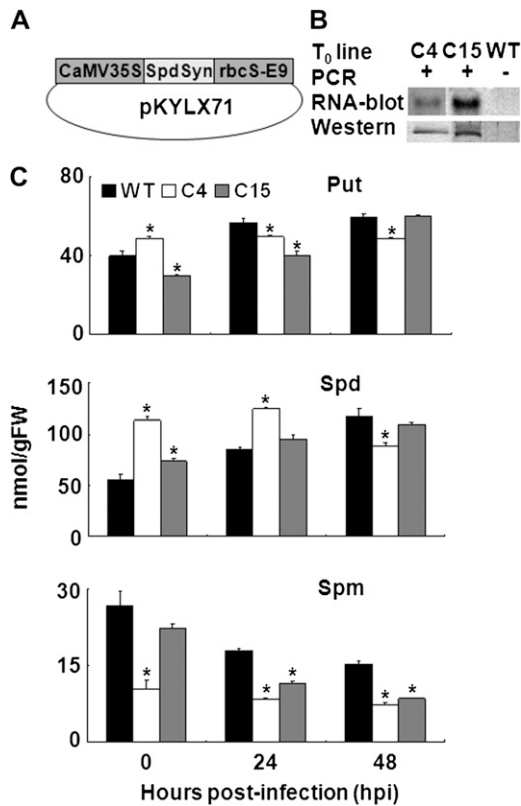 A
CaMV35S SpdSyn rbcS-E9
pKYLX71
B
T0 line C4 C15 WT
PCR + + -
RNA-blot
Western
C
WT C4 C15
Put
80
40
0
* * * * *
Spd
150
100
50
0
* * * *
Spm
30
15
0
* * * * *
nmol/gFW
0 24 48
Hours post-infection (hpi)